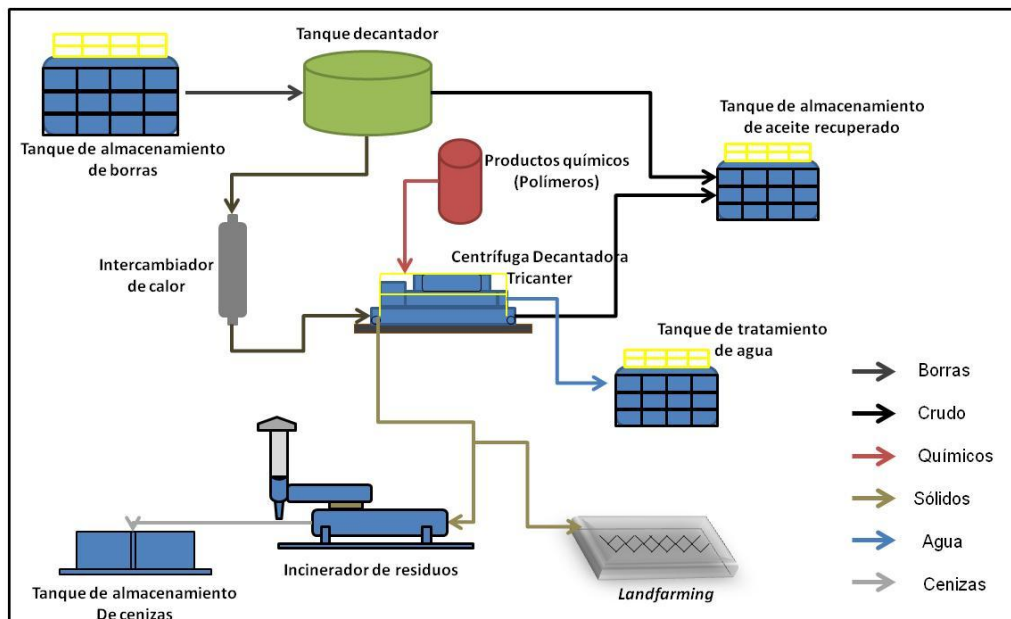 Tanque decantador
Tanque de almacenamiento
de borras
Tanque de almacenamiento
de aceite recuperado
Productos químicos
(Polímeros)
Intercambiador
de calor
Centrífuga Decantadora
Tricanter
Tanque de tratamiento
de agua
Borras
Crudo
Químicos
Sólidos
Agua
Cenizas
Incinerador de residuos
Landfarming
Tanque de almacenamiento
De cenizas